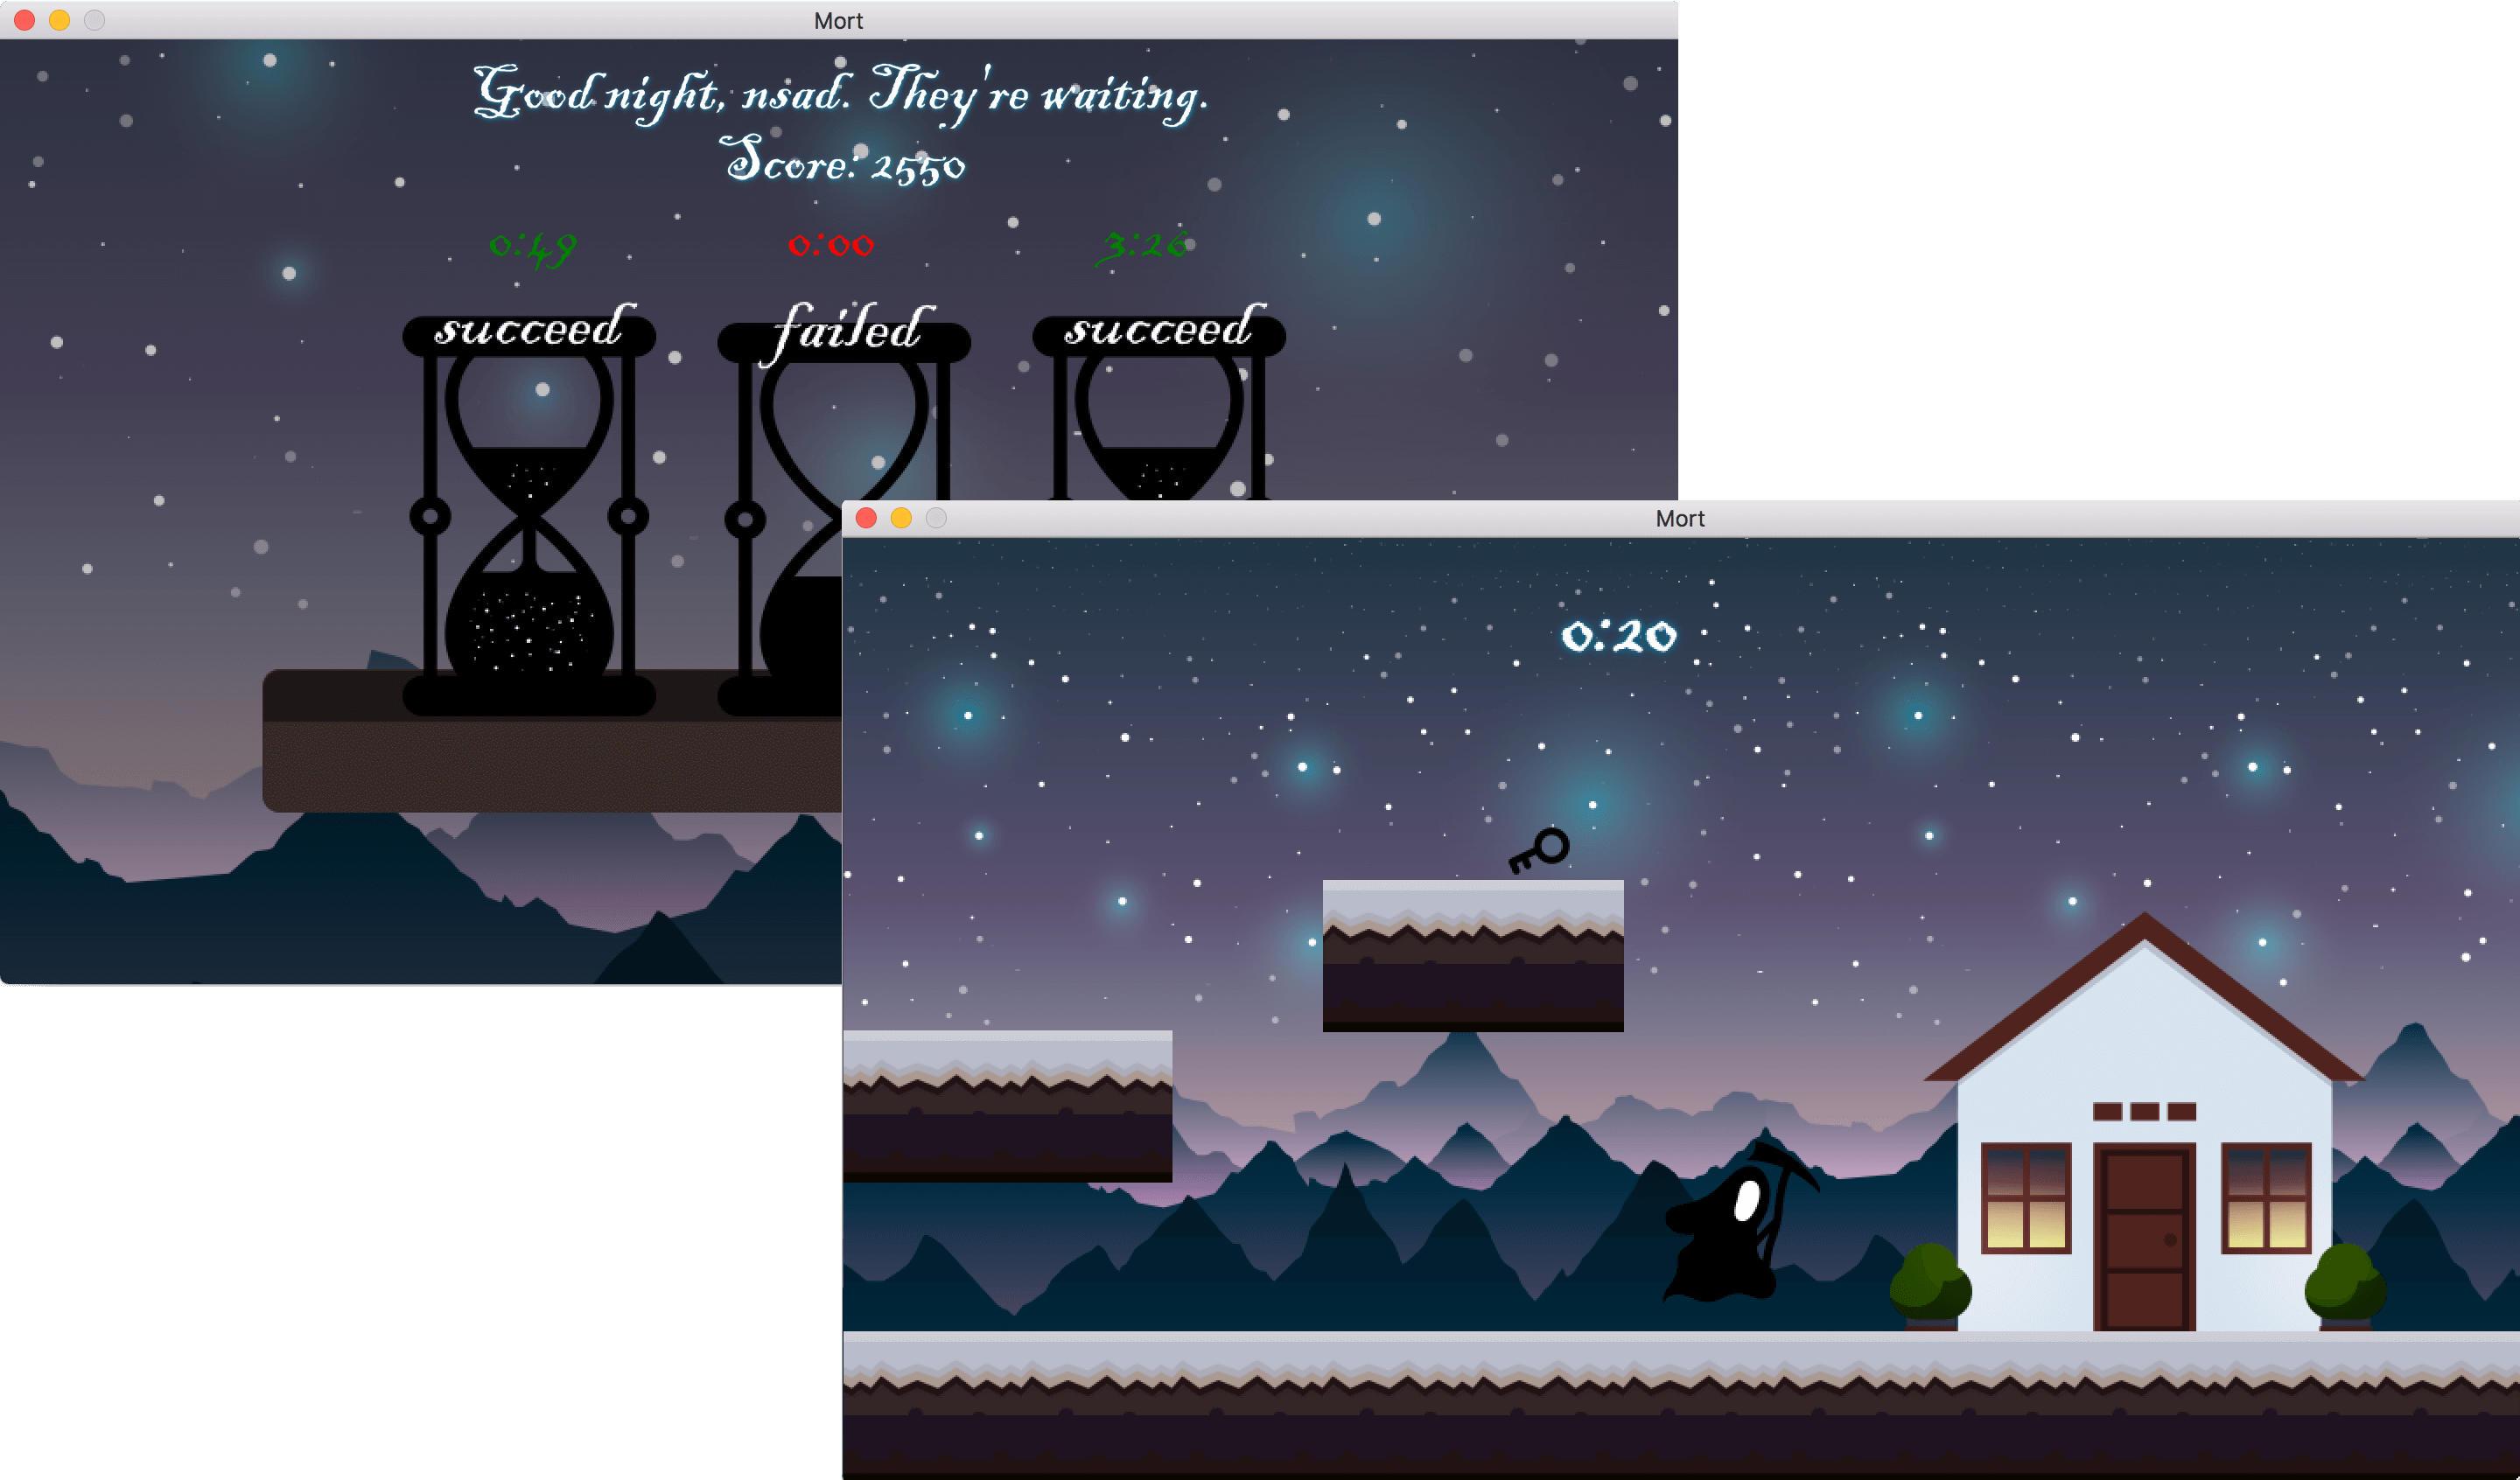 Mort
Good night, nsad. They're waiting.
Score: 2550
0:49 0:00 3:26
succeed failed succeed
Mort
0:20